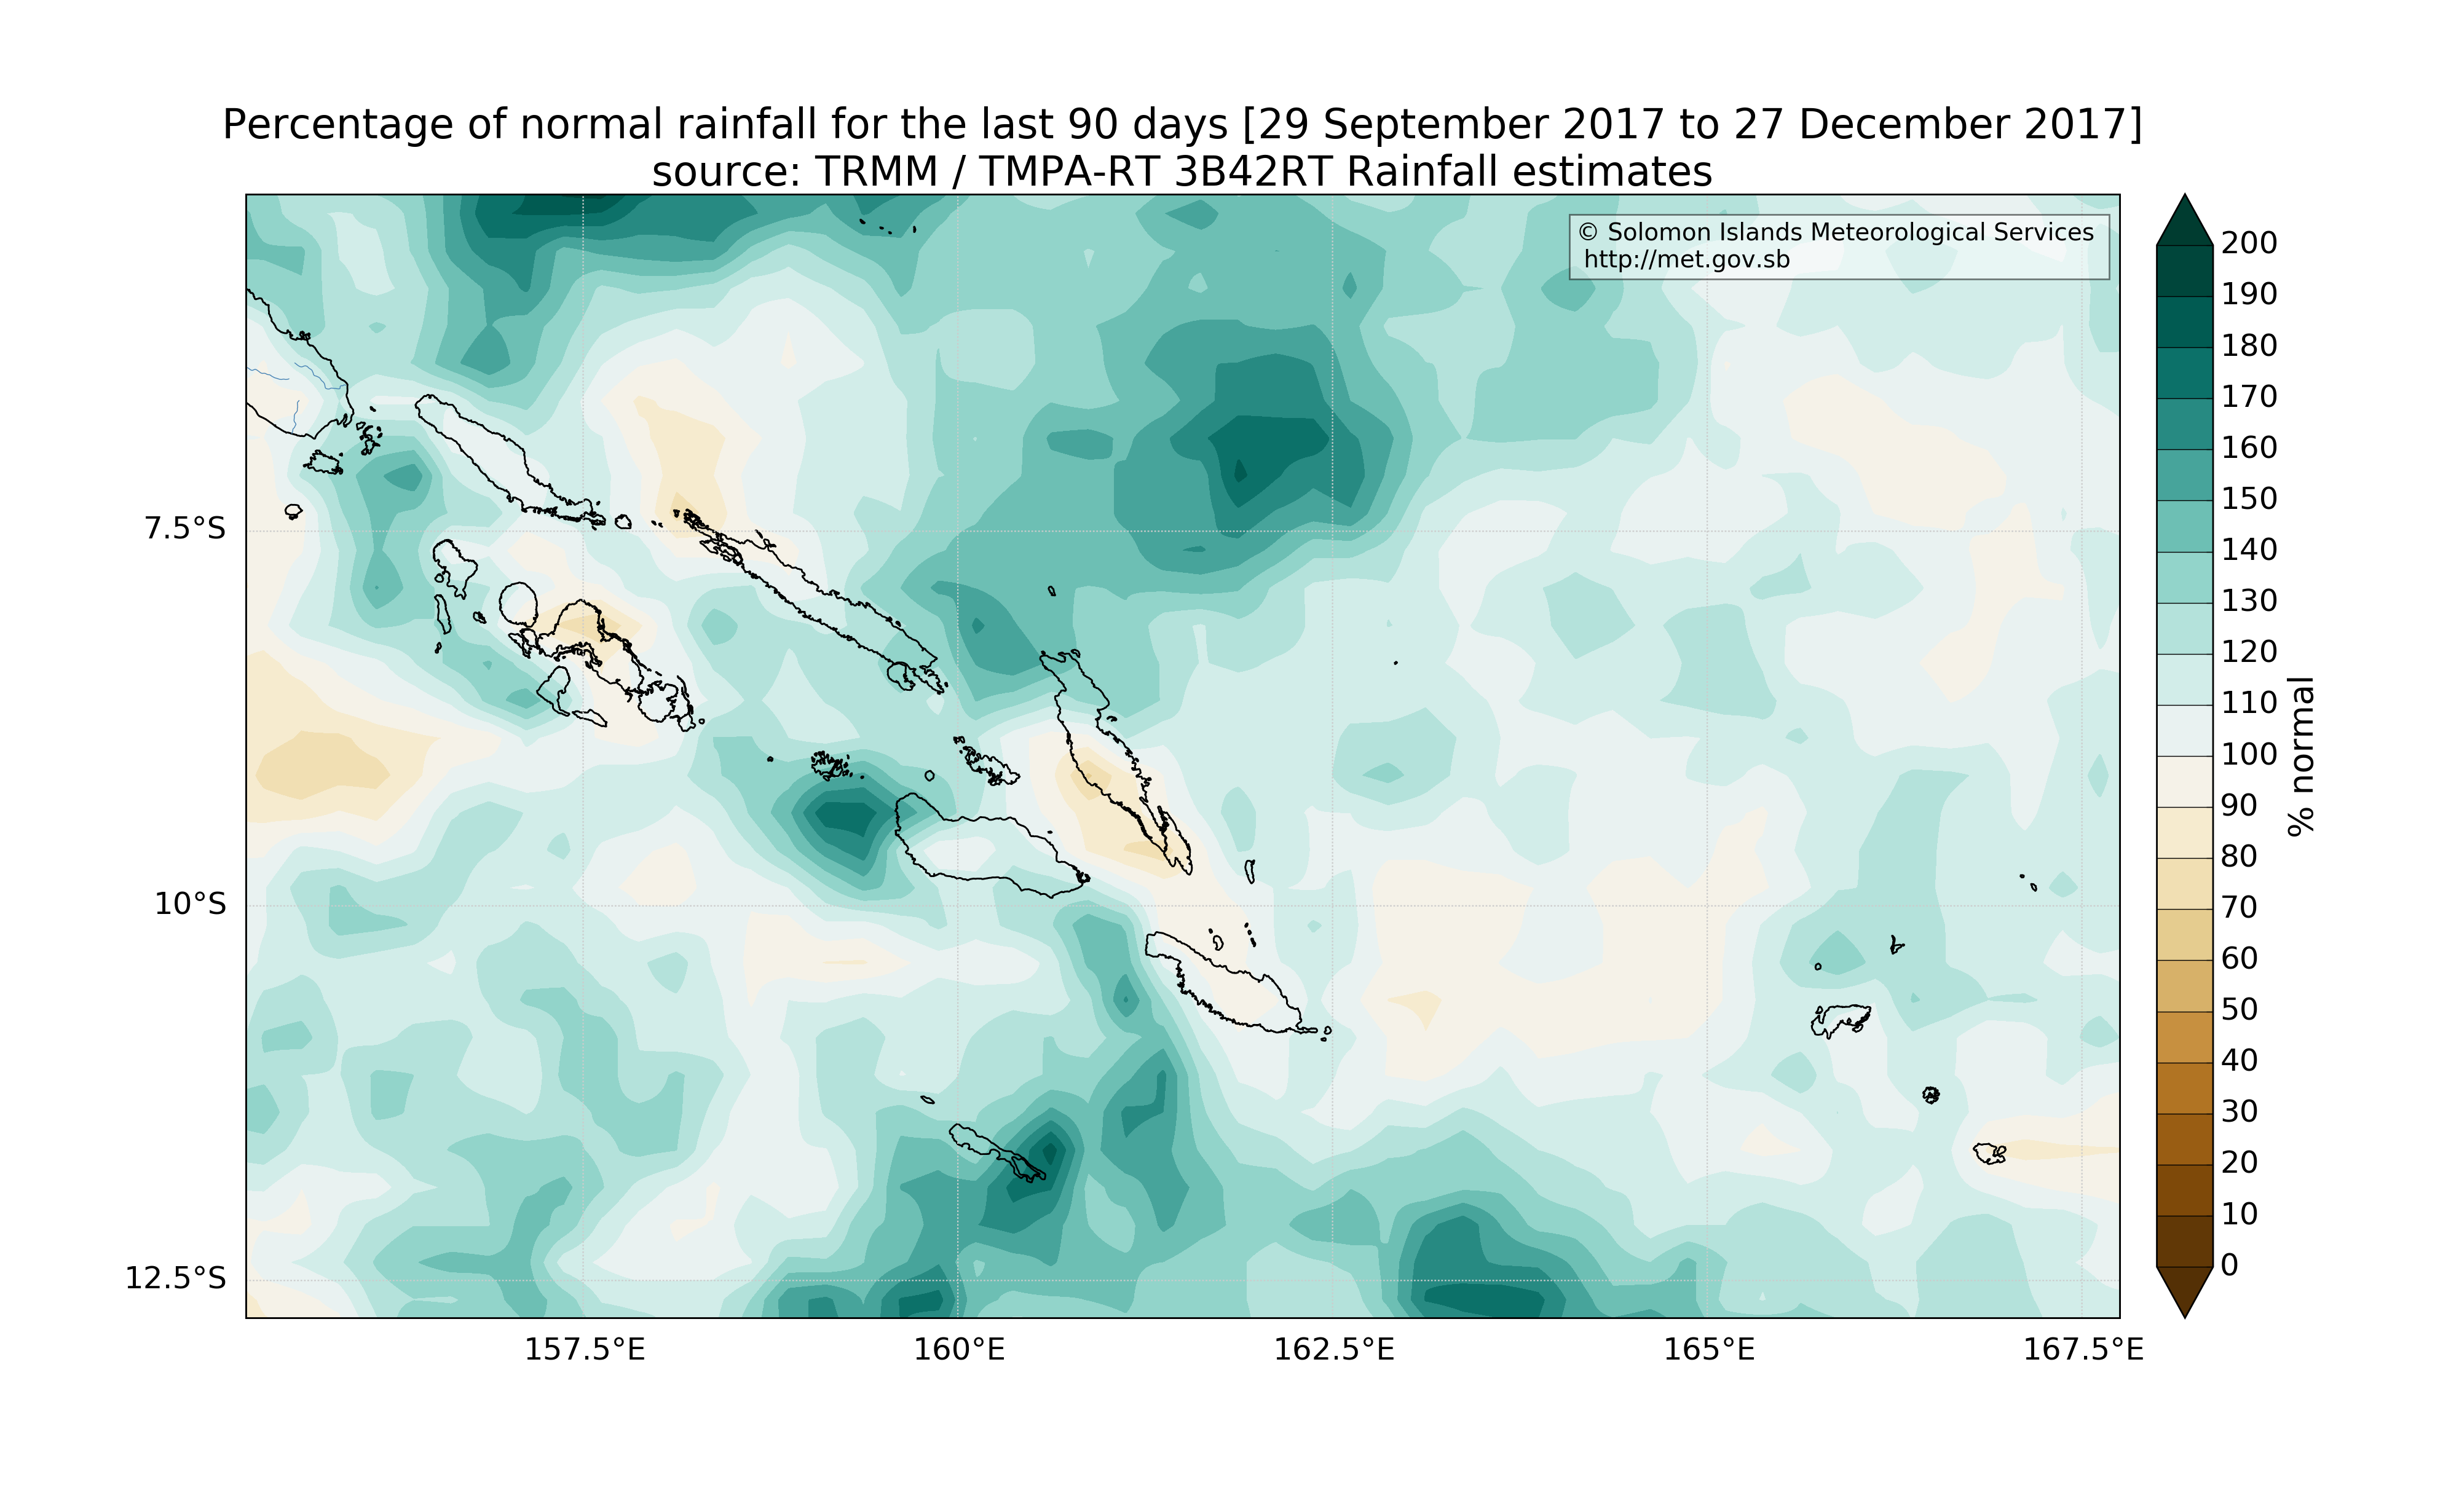 Percentage of normal rainfall for the last 90 days [29 September 2017 to 27 December 2017]
source: TRMM / TMPA-RT 3B42RT Rainfall estimates
© Solomon Islands Meteorological Services
http://met.gov.sb
7.5°S
10°S
12.5°S
157.5°E
160°E
162.5°E
165°E
167.5°E
200
190
180
170
160
150
140
130
120
110
100
90
80
70
60
50
40
30
20
10
0
% normal